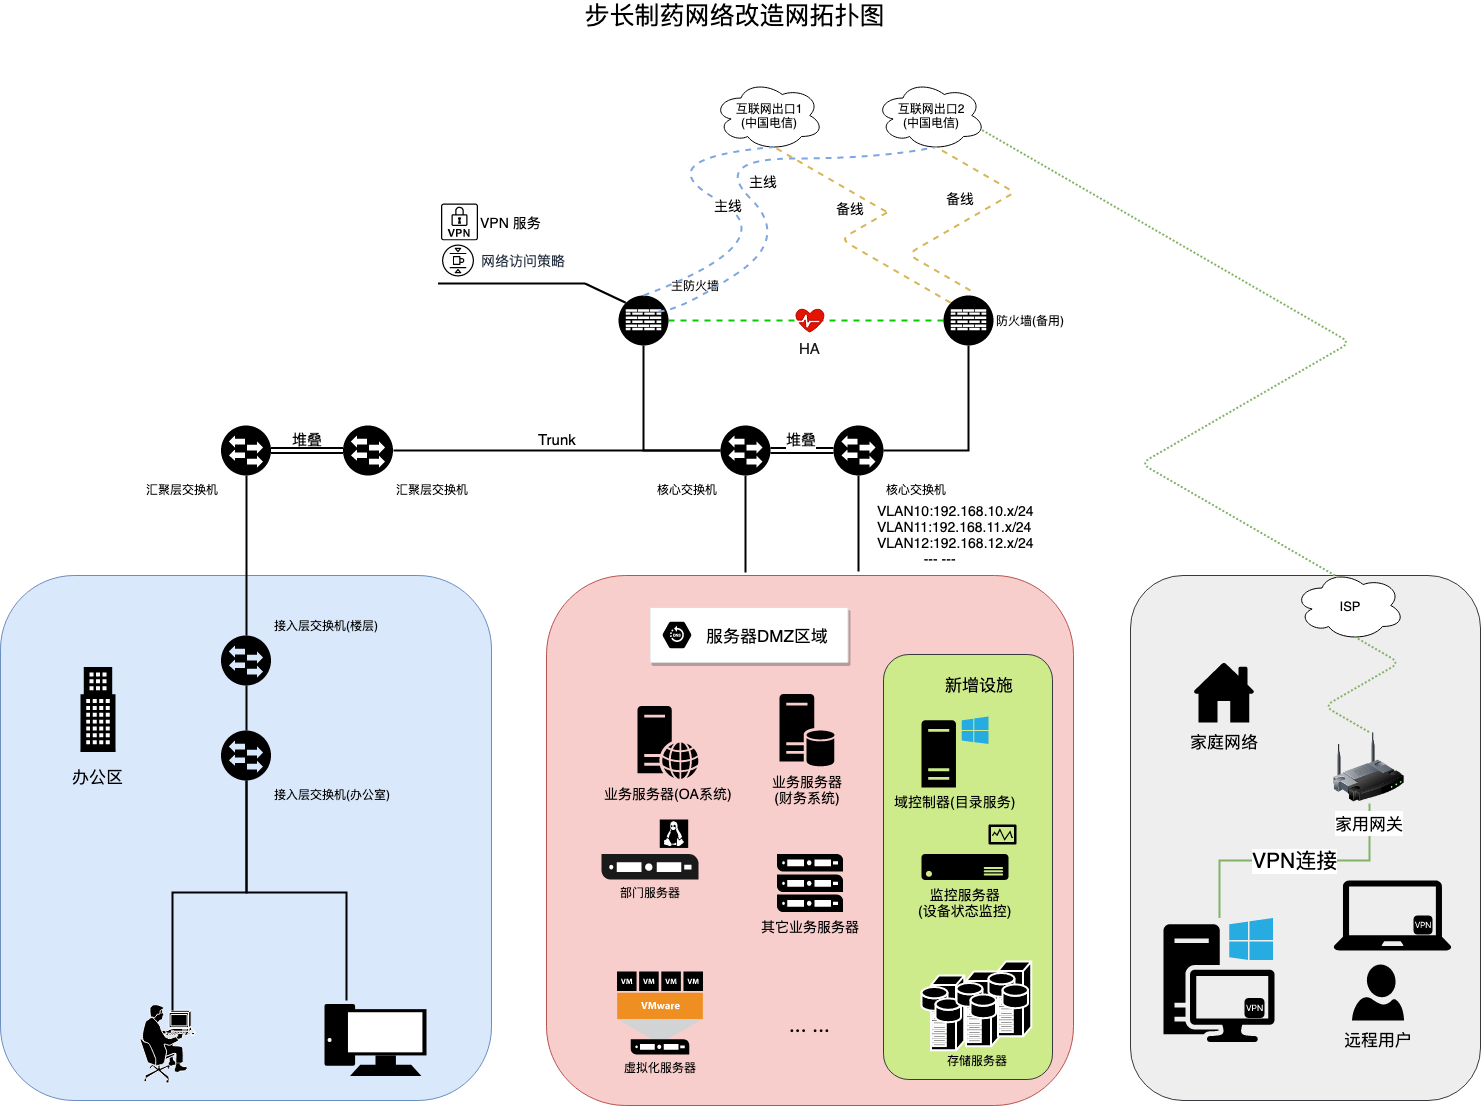 步长制药网络改造网拓扑图
互联网出口1
(中国电信)
互联网出口2
(中国电信)
主线
主线
备线
备线
VPN
VPN 服务
网络访问策略
主防火墙
防火墙(备用)
HA
堆叠
Trunk
堆叠
汇聚层交换机
汇聚层交换机
核心交换机
核心交换机
VLAN10:192.168.10.x/24
VLAN11:192.168.11.x/24
VLAN12:192.168.12.x/24
--- ---
接入层交换机(楼层)
办公区
接入层交换机(办公室)
DNS
服务器DMZ区域
新增设施
业务服务器(OA系统)
业务服务器
(财务系统)
域控制器(目录服务)
部门服务器
其它业务服务器
监控服务器
(设备状态监控)
VM VM VM VM
VMware
虚拟化服务器
... ...
存储服务器
ISP
家庭网络
家用网关
VPN连接
VPN
VPN
远程用户